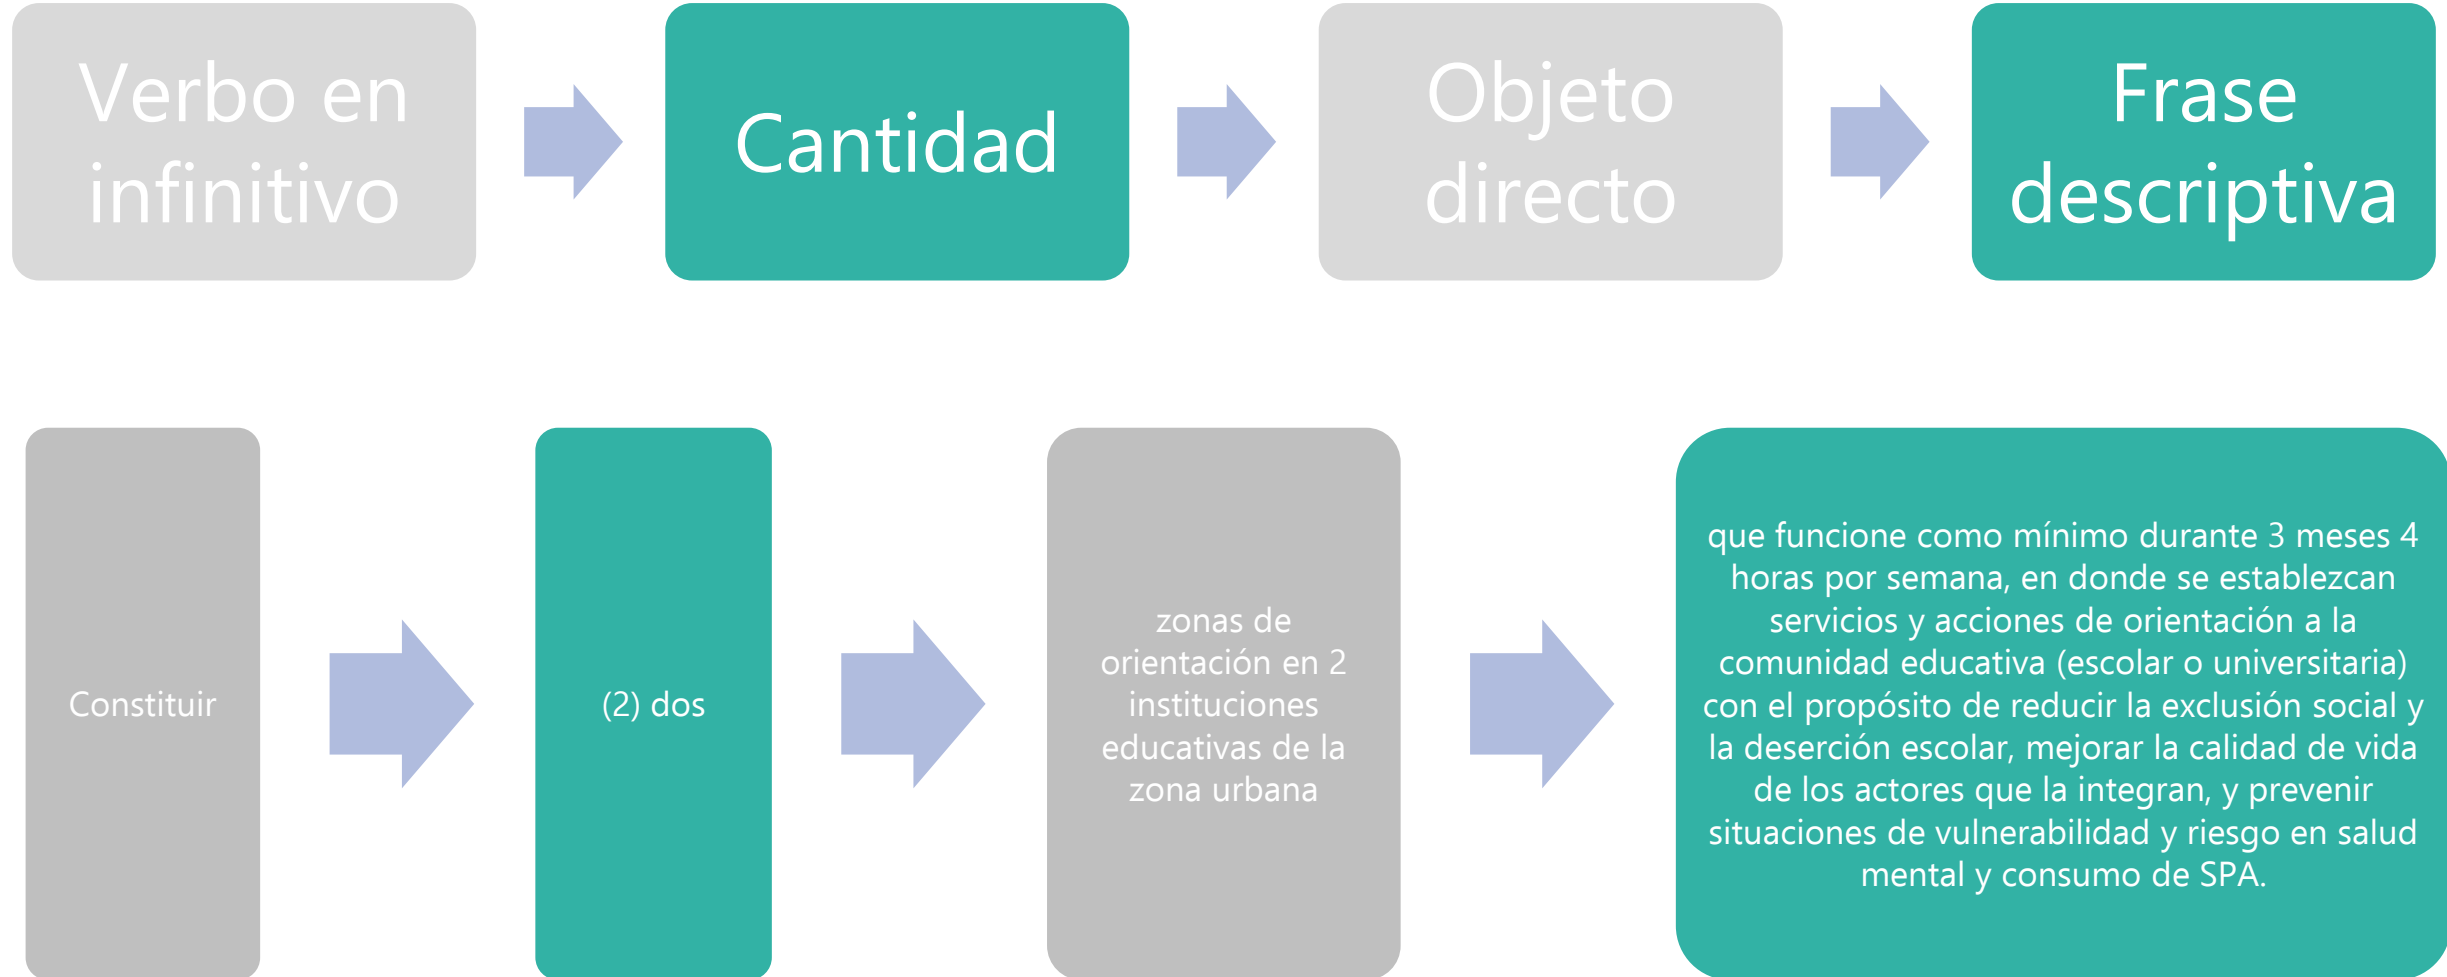 Verbo en
infinitivo
Cantidad
Objeto
directo
Frase
descriptiva
Constituir
(2) dos
zonas de
orientación en 2
instituciones
educativas de la
zona urbana
que funcione como mínimo durante 3 meses 4
horas por semana, en donde se establezcan
servicios y acciones de orientación a la
comunidad educativa (escolar o universitaria)
con el propósito de reducir la exclusión social y
la deserción escolar, mejorar la calidad de vida
de los actores que la integran, y prevenir
situaciones de vulnerabilidad y riesgo en salud
mental y consumo de SPA.